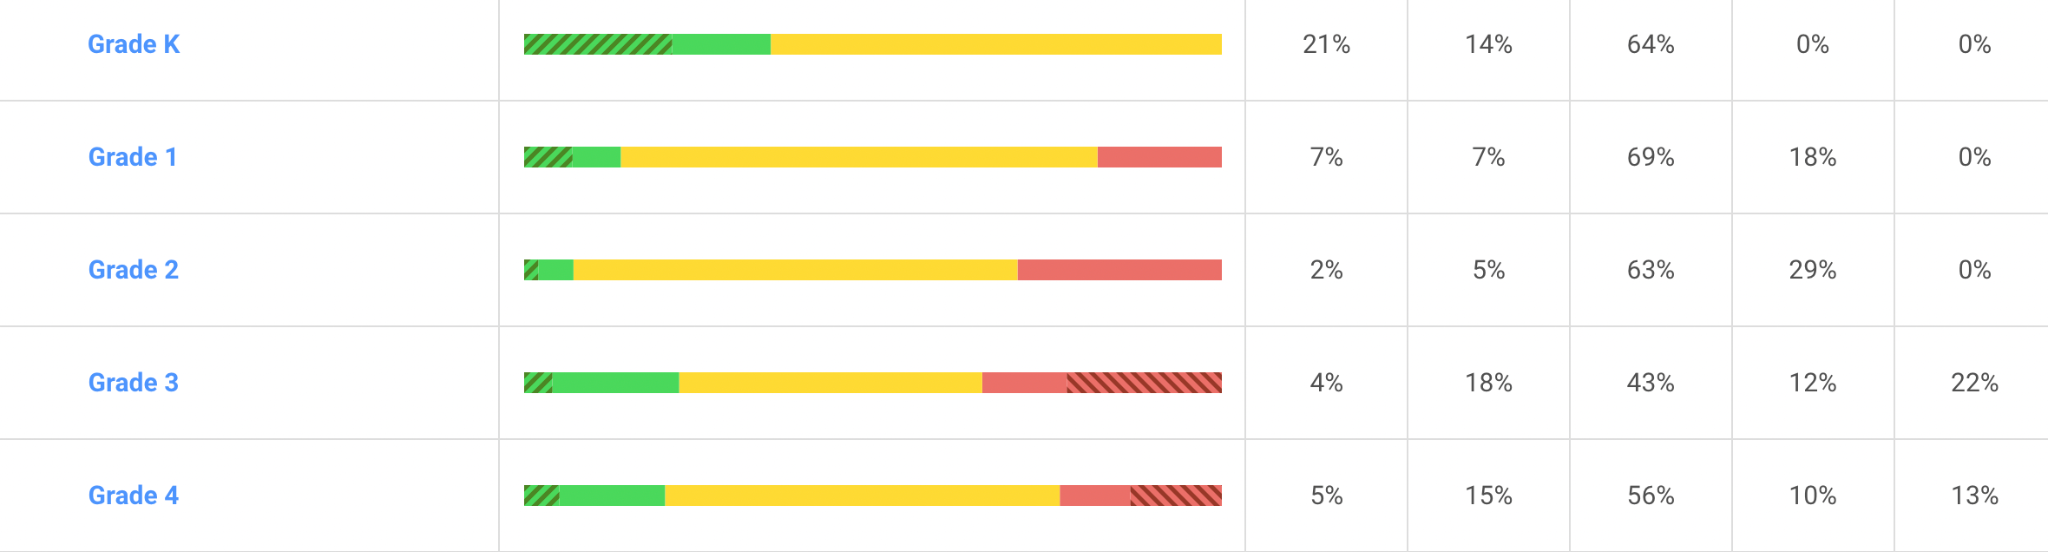 Grade K 21% 14% 64% 0% 0%
Grade 1 7% 7% 69% 18% 0%
Grade 2 2% 5% 63% 29% 0%
Grade 3 4% 18% 43% 12% 22%
Grade 4 5% 15% 56% 10% 13%